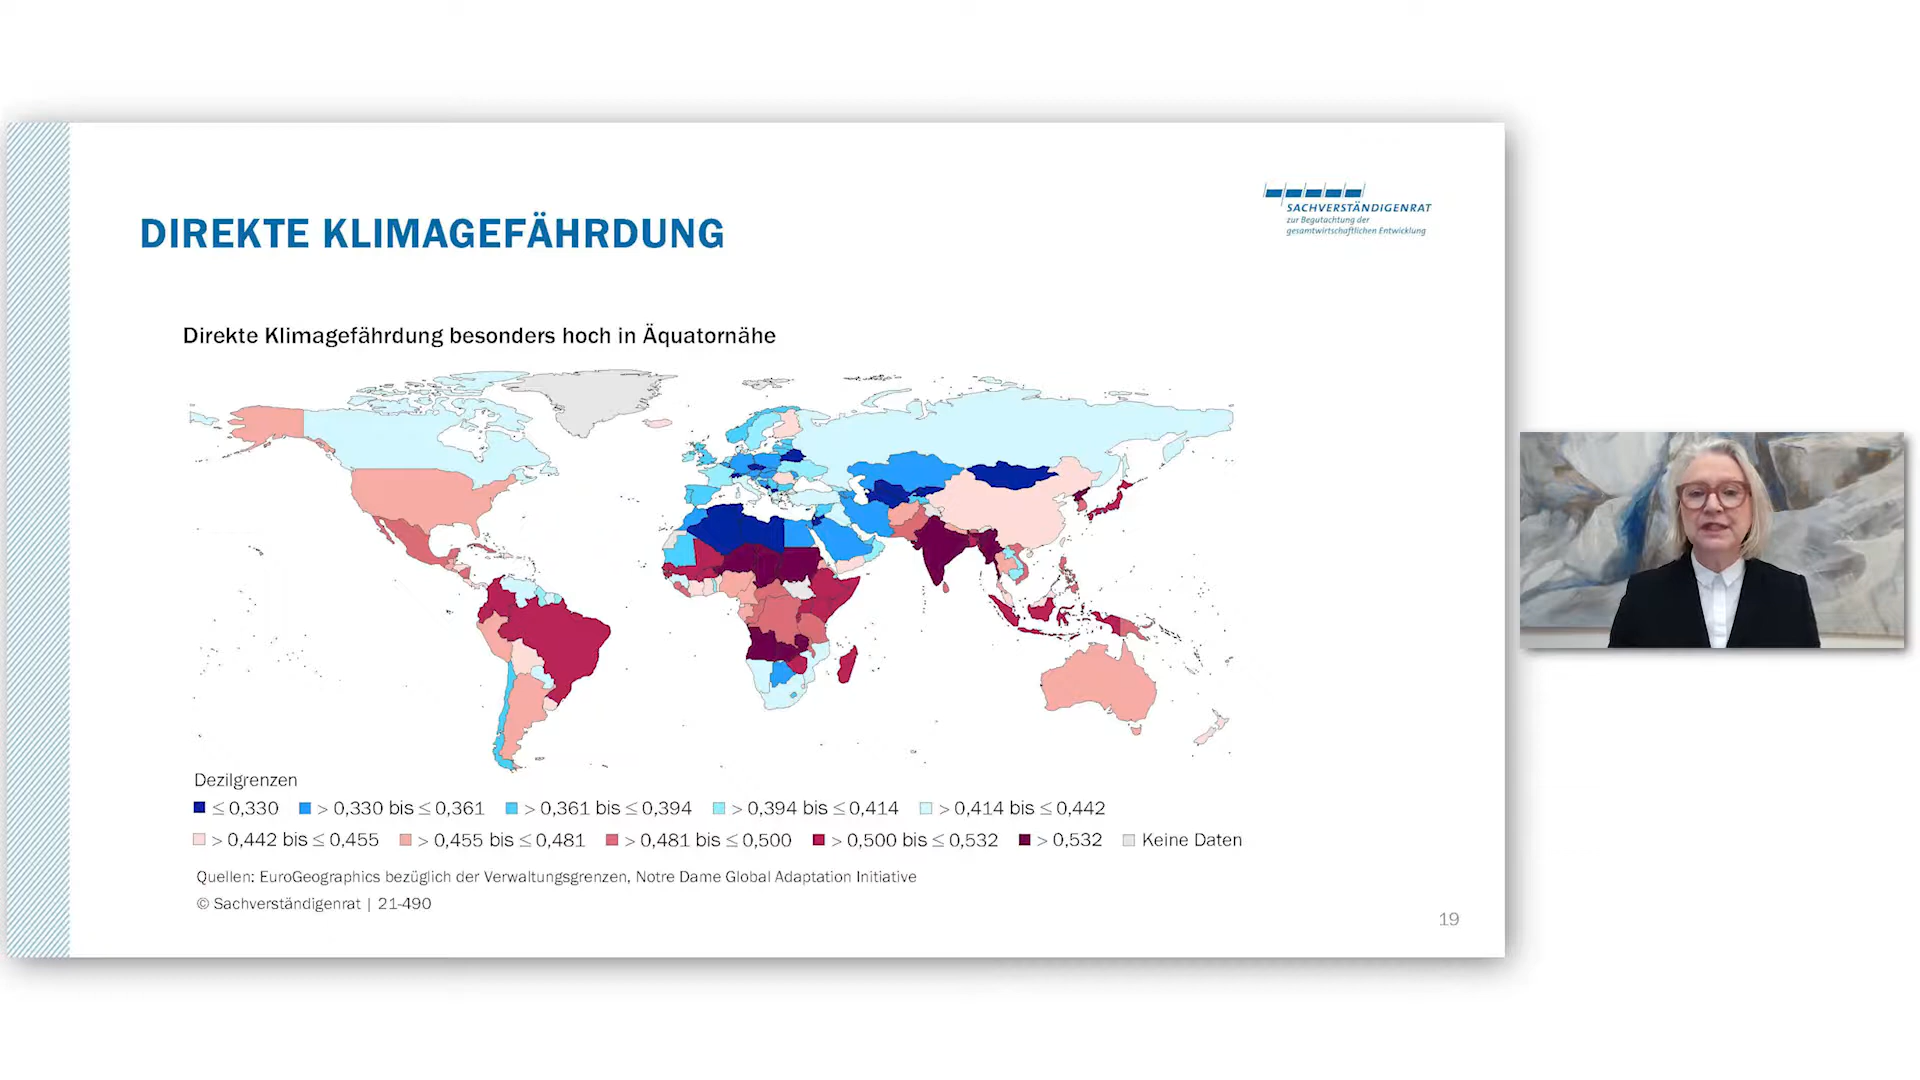 SACHVERSTÄNDIGENRAT
zur Begutachtung der
gesamtwirtschaftlichen Entwicklung
DIREKTE KLIMAGEFÄHRDUNG
Direkte Klimagefährdung besonders hoch in Äquatornähe
Dezilgrenzen
≤ 0,330 > 0,330 bis ≤ 0,361 > 0,361 bis ≤ 0,394 > 0,394 bis ≤ 0,414 > 0,414 bis ≤ 0,442
> 0,442 bis ≤ 0,455 > 0,455 bis ≤ 0,481 > 0,481 bis ≤ 0,500 > 0,500 bis ≤ 0,532 > 0,532 Keine Daten
Quellen: EuroGeographics bezüglich der Verwaltungsgrenzen, Notre Dame Global Adaptation Initiative
© Sachverständigenrat | 21-490
19